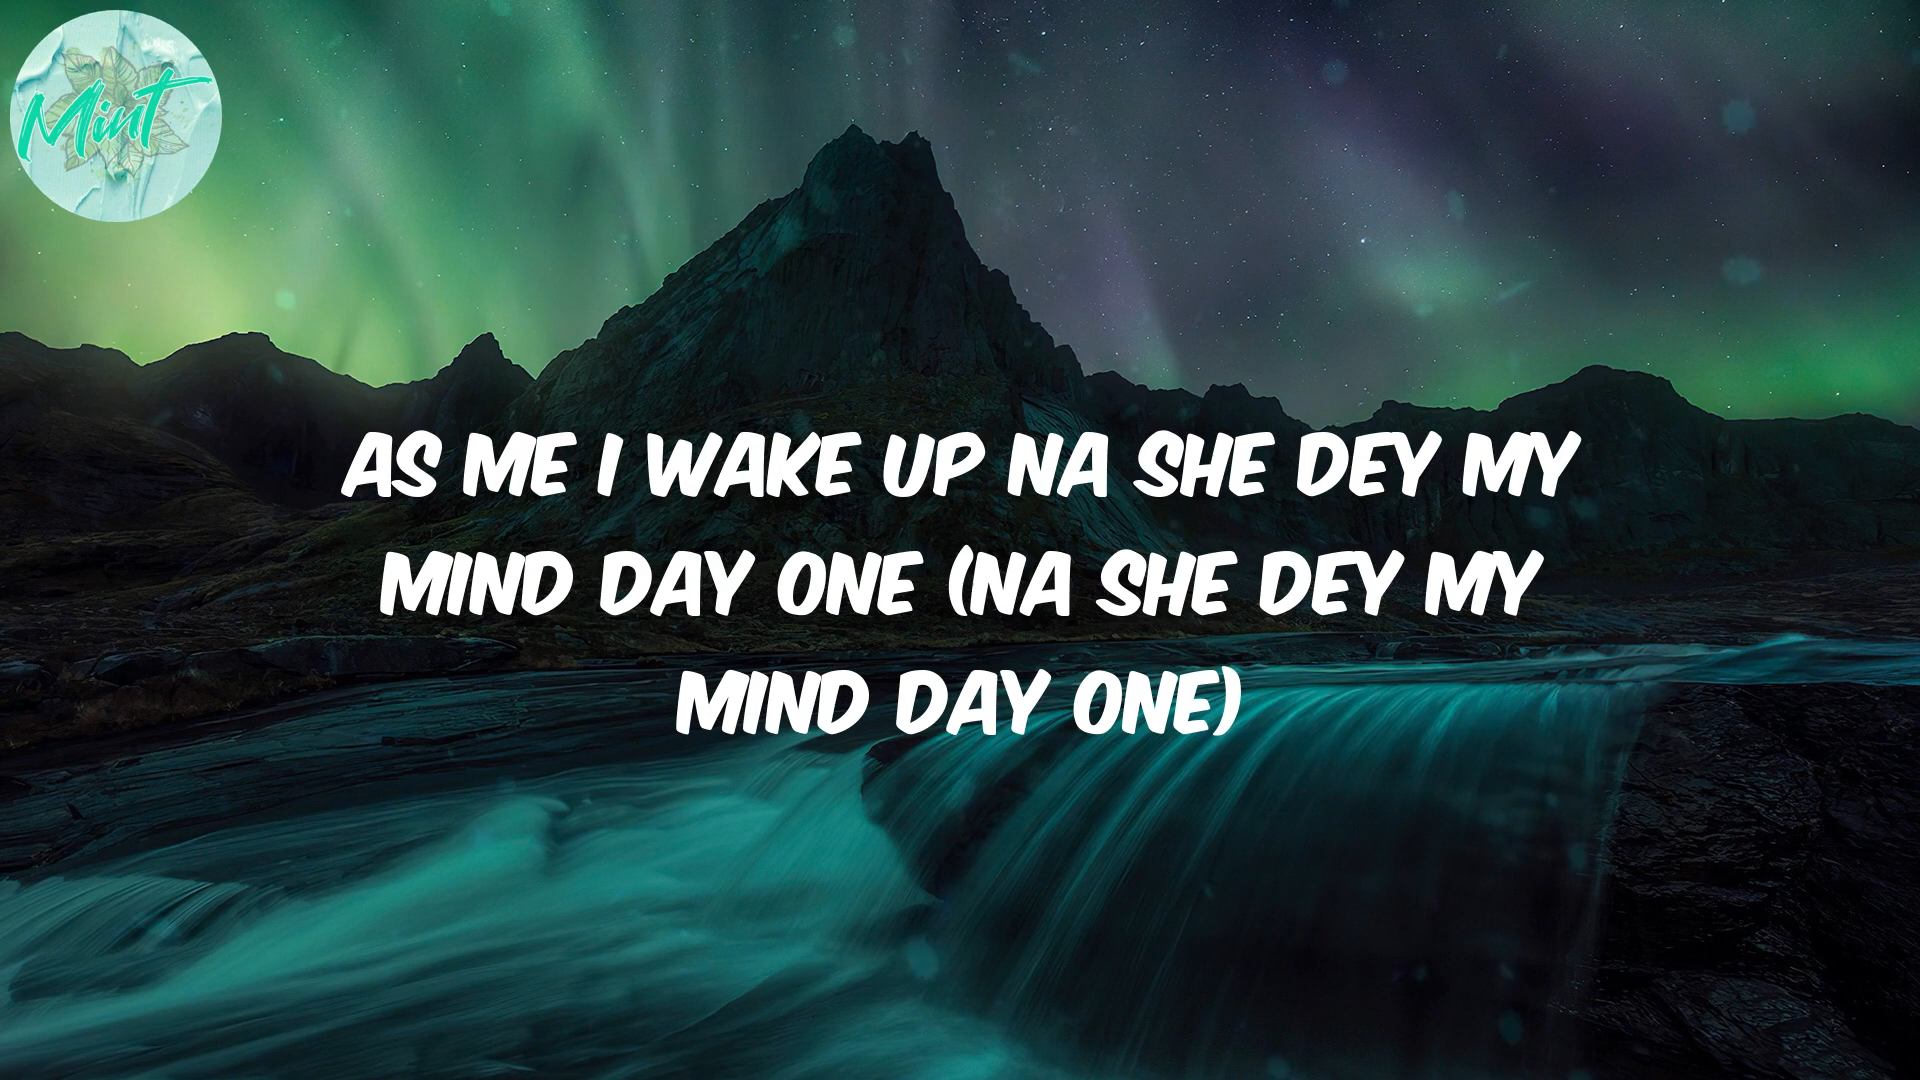 Mint
AS ME I WAKE UP NA SHE DEY MY
MIND DAY ONE (NA SHE DEY MY
MIND DAY ONE)